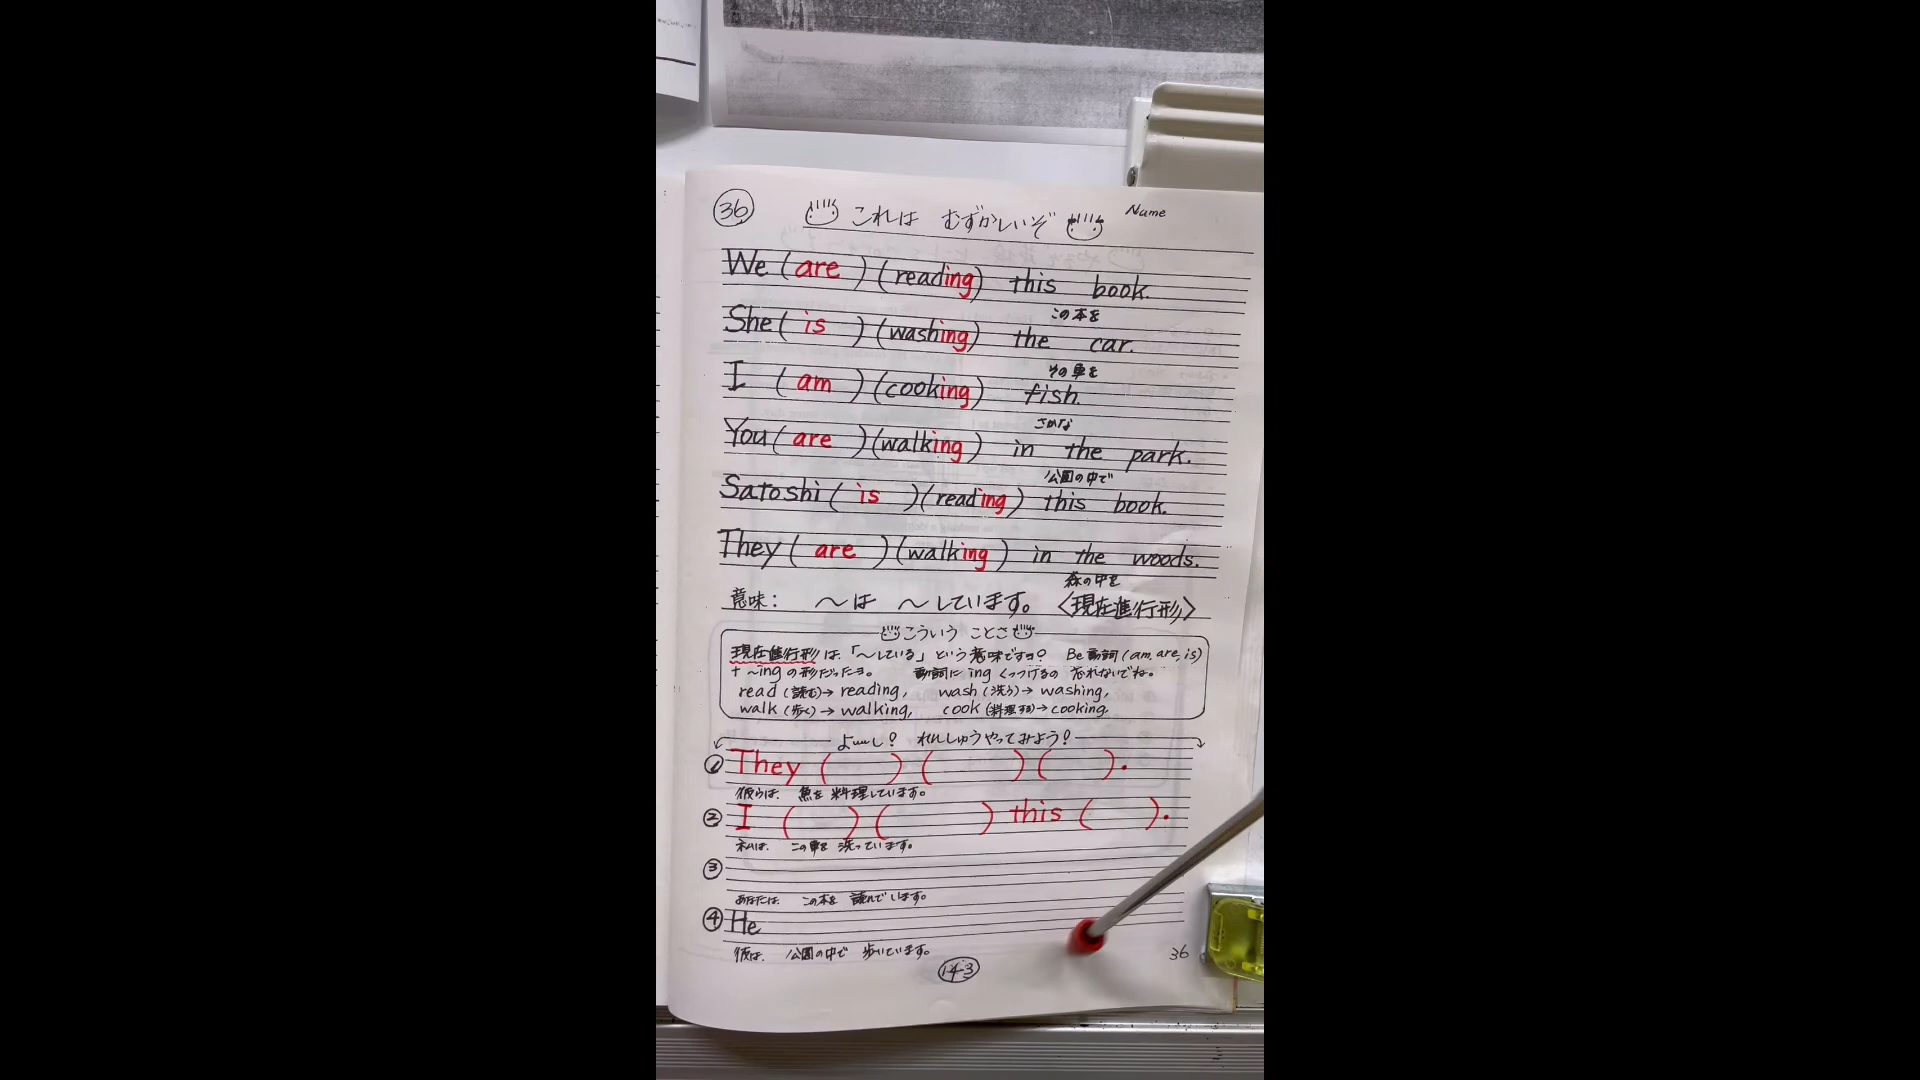 36
これは むずかしいぞ
Name
We ( are ) (reading) this book.
この本を
She ( is ) (washing) the car.
その車を
I ( am ) (cooking) fish.
さかな
You ( are ) (walking) in the park.
公園の中で
Satoshi ( is ) (reading) this book.
They ( are ) (walking) in the woods.
森の中を
意味： 〜は 〜しています。 〈現在進行形〉
こういう ことさ
現在進行形は、「〜している」という意味ですヨ? Be動詞 (am, are, is)
+ 〜ing の形だったヨ。 動詞に ing くっつけるの 忘れないでね。
read (読む)→ reading, wash (洗う)→ washing,
walk (歩く)→ walking, cook (料理する)→ cooking.
よーし? れんしゅうやってみよう!
① They ( ) ( ) ( ).
彼らは、 魚を 料理しています。
② I ( ) ( ) this ( ).
私は、 この車を 洗っています。
③
あなたは、 この本を 読んでいます。
④ He
彼は、 公園の中で 歩いています。
14-3
36